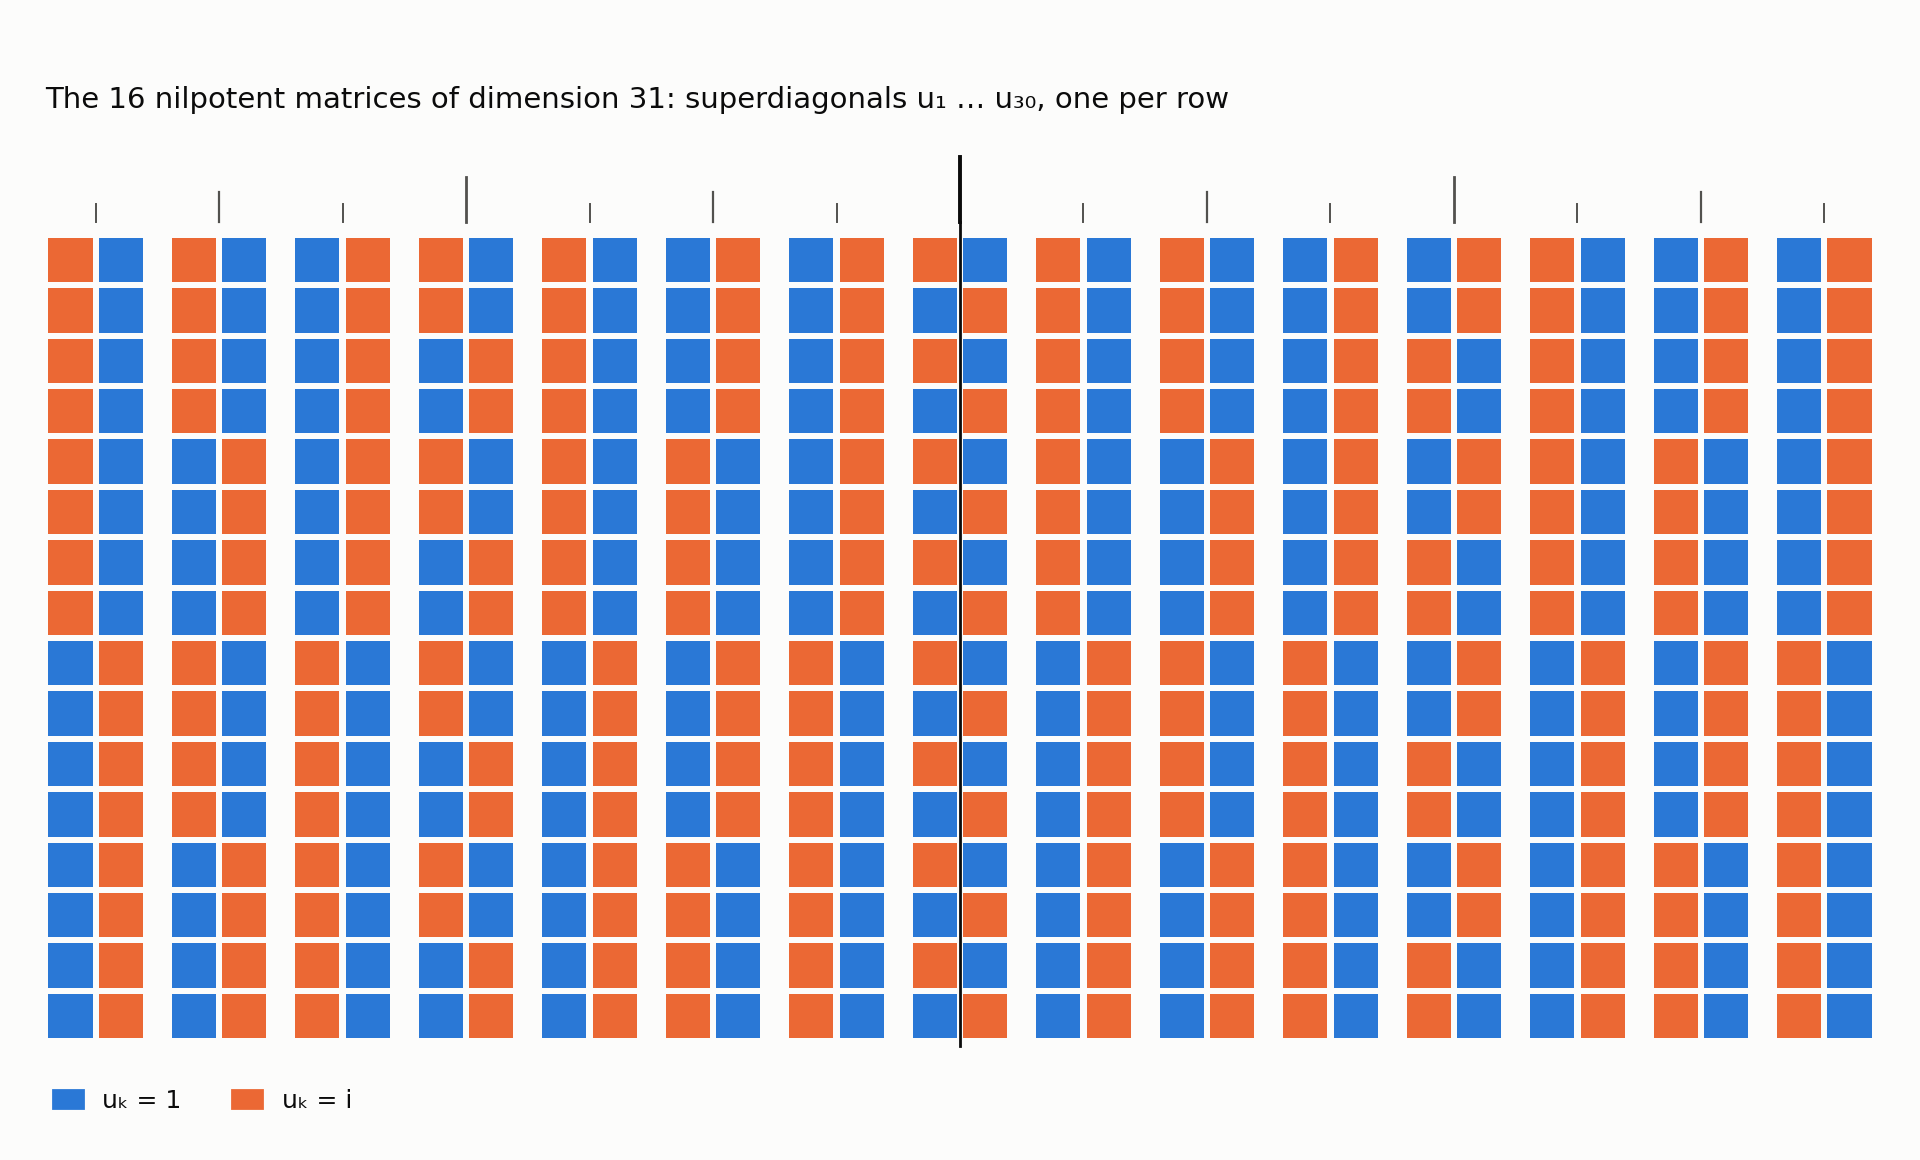 The 16 nilpotent matrices of dimension 31: superdiagonals u₁ … u₃₀, one per row
uₖ = 1 uₖ = i